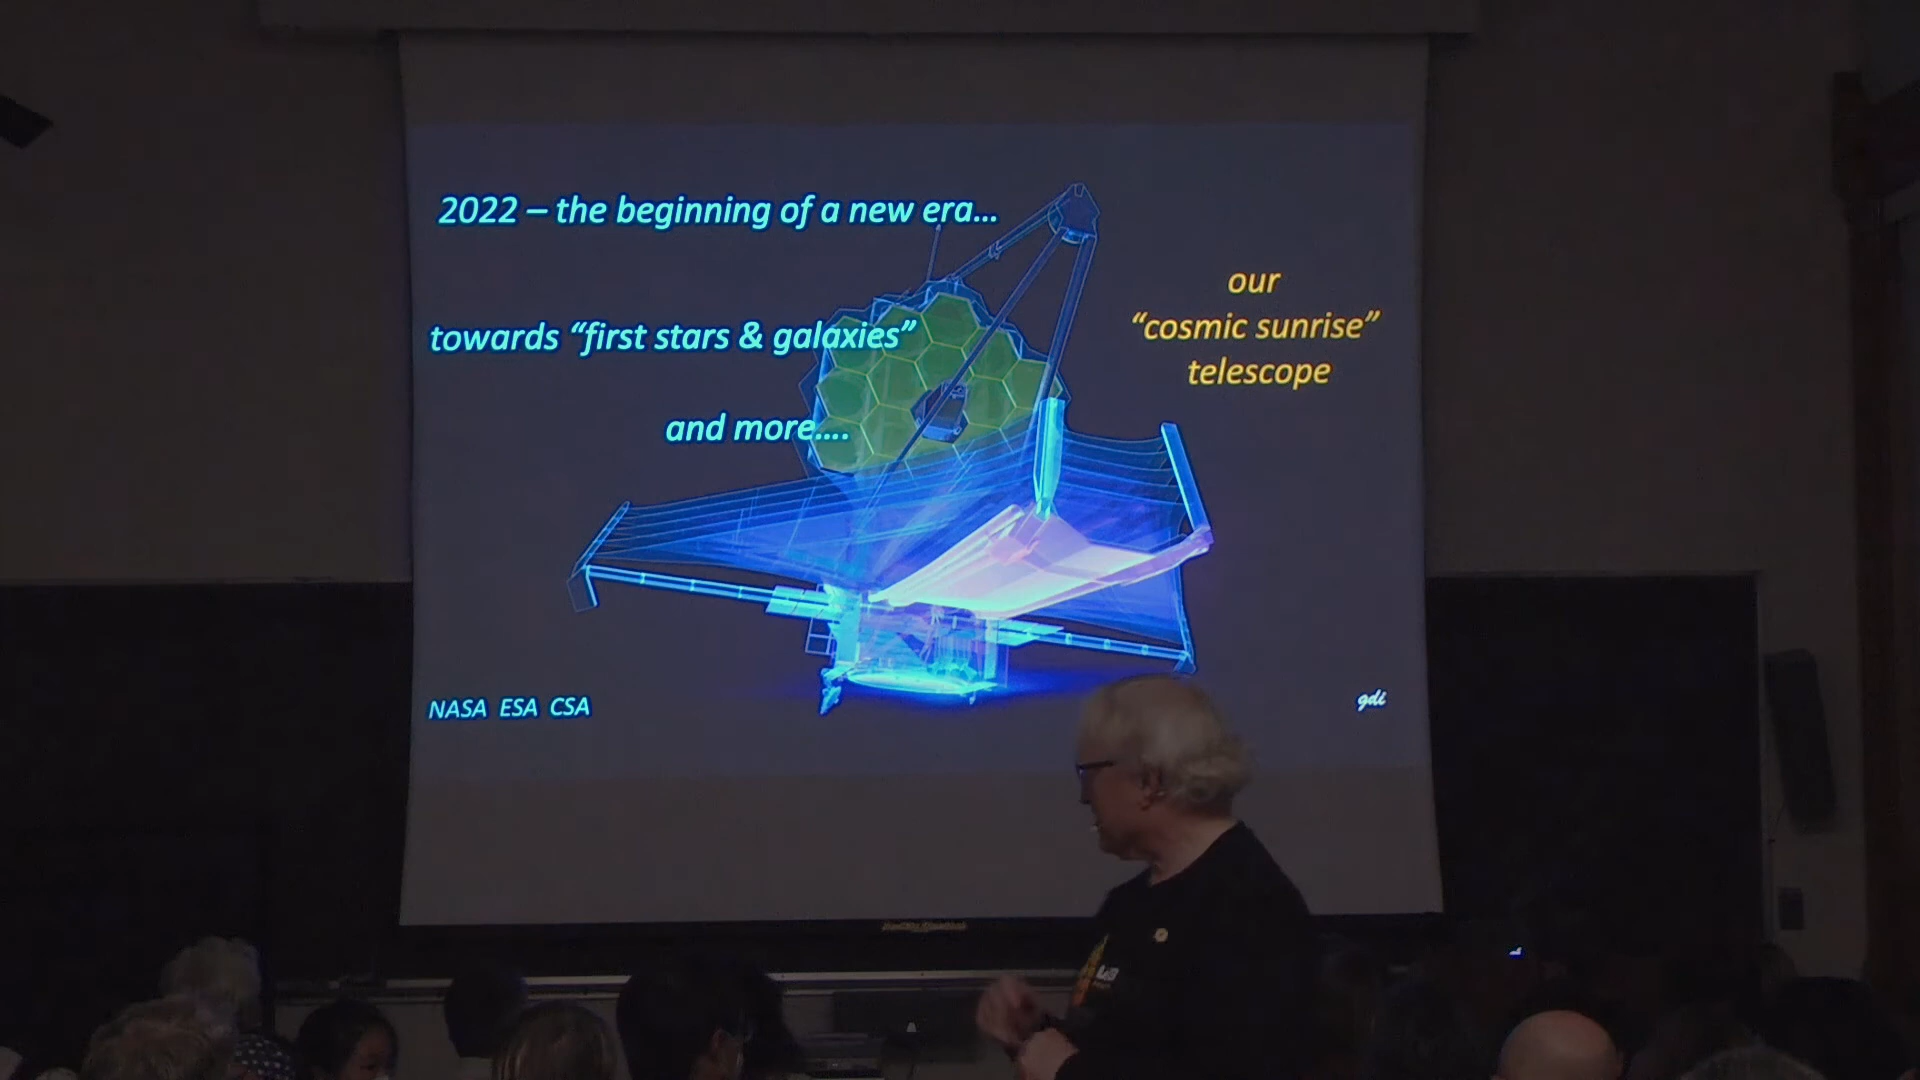 2022 – the beginning of a new era...
towards “first stars & galaxies”
and more....
our
“cosmic sunrise”
telescope
NASA ESA CSA
gdi